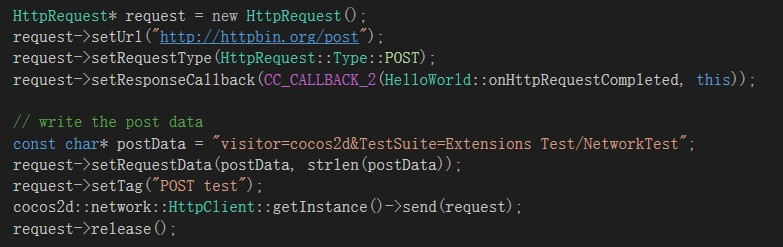 HttpRequest* request = new HttpRequest();
request->setUrl("http://httpbin.org/post");
request->setRequestType(HttpRequest::Type::POST);
request->setResponseCallback(CC_CALLBACK_2(HelloWorld::onHttpRequestCompleted, this));
// write the post data
const char* postData = "visitor=cocos2d&TestSuite=Extensions Test/NetworkTest";
request->setRequestData(postData, strlen(postData));
request->setTag("POST test");
cocos2d::network::HttpClient::getInstance()->send(request);
request->release();